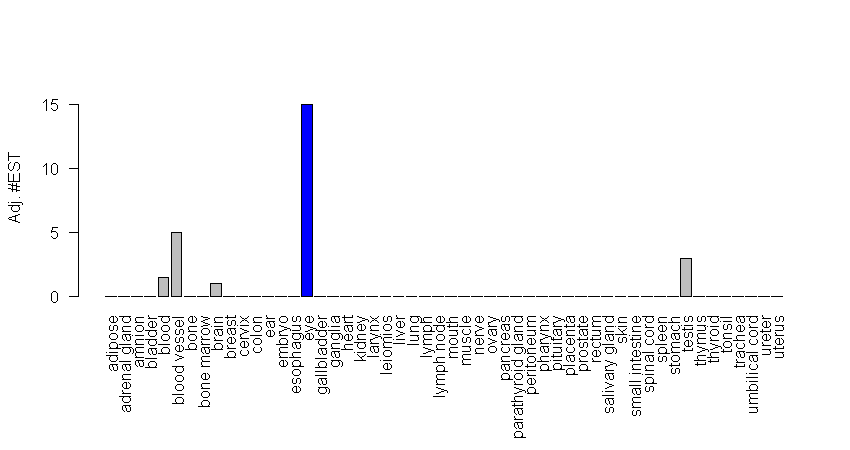 Adj. #EST
15
10
5
0
adipose
adrenal gland
amnion
bladder
blood
blood vessel
bone
bone marrow
brain
breast
cervix
colon
ear
embryo
esophagus
eye
gallbladder
ganglia
heart
kidney
larynx
leiomios
liver
lung
lymph
lymph node
mouth
muscle
nerve
ovary
pancreas
parathyroid gland
peritoneum
pharynx
pituitary
placenta
prostate
rectum
salivary gland
skin
small intestine
spinal cord
spleen
stomach
testis
thymus
thyroid
tonsil
trachea
umbilical cord
ureter
uterus